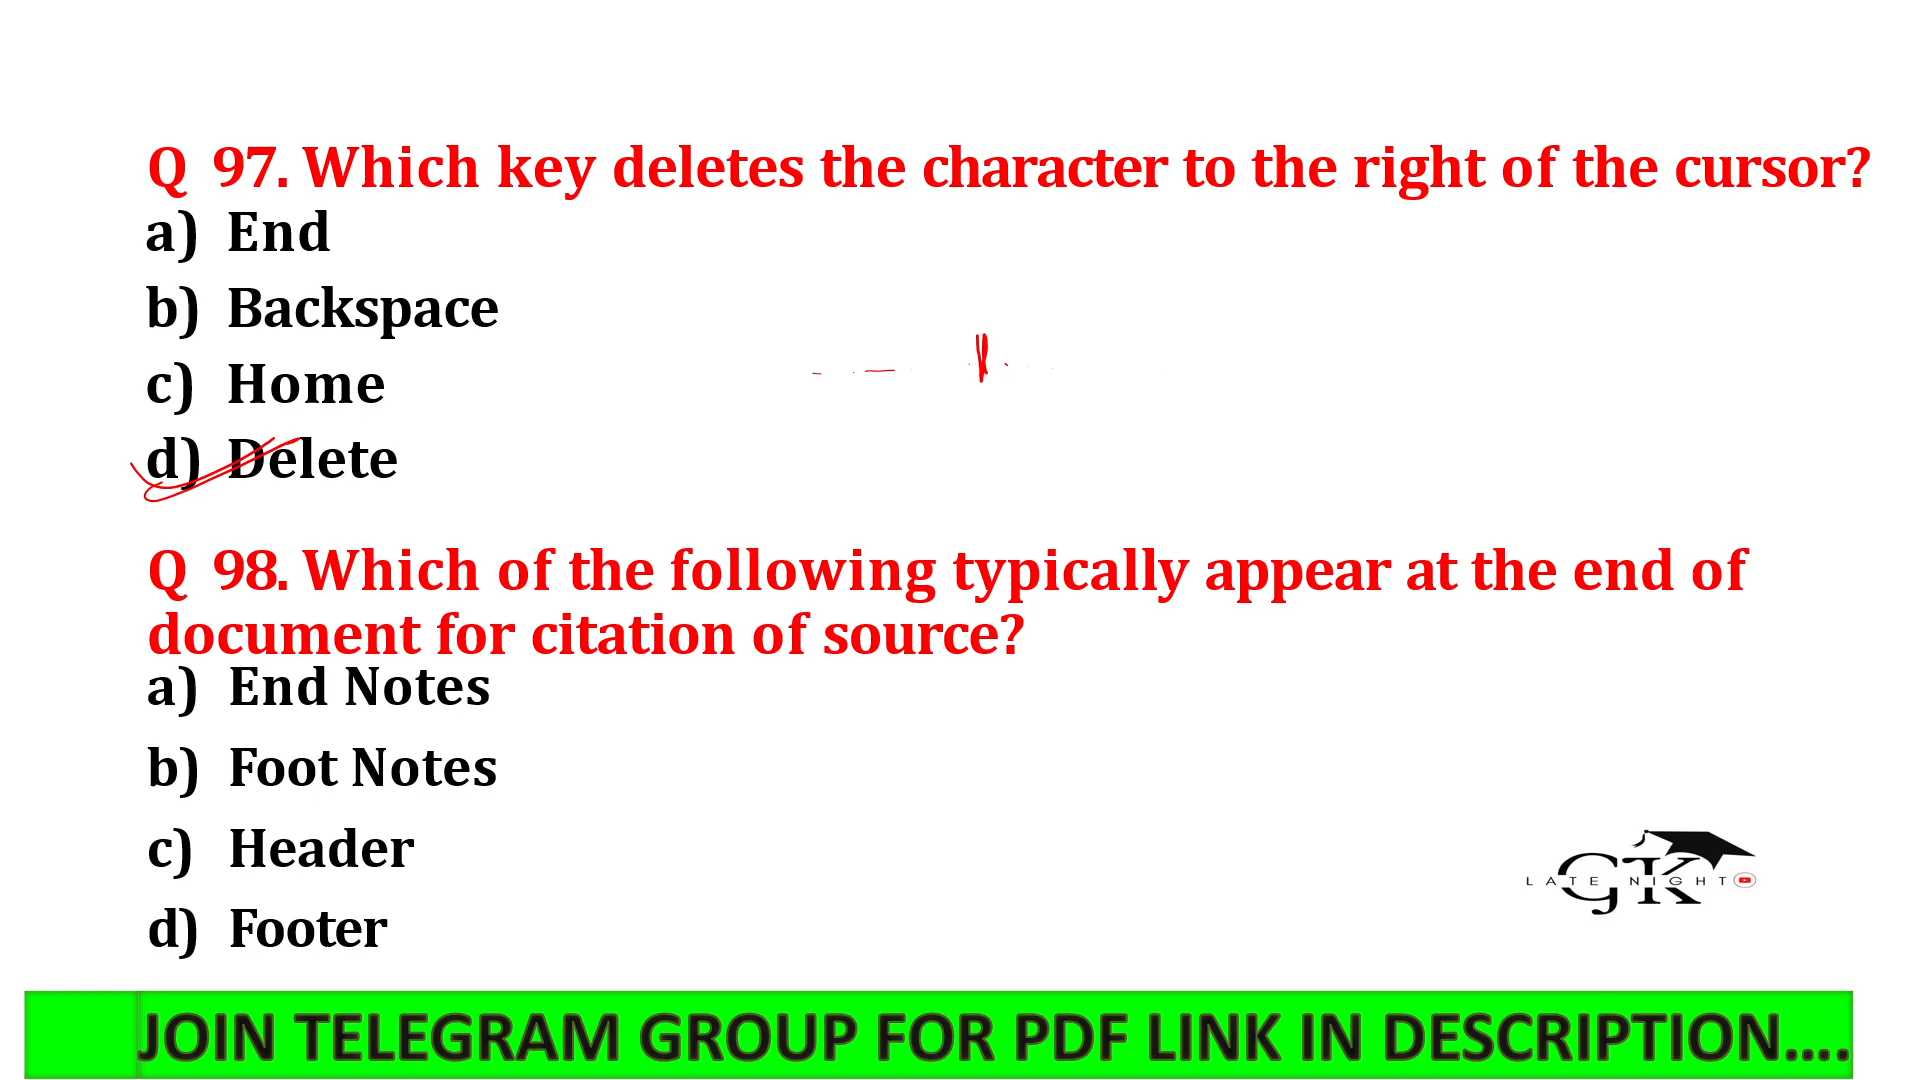 Q 97. Which key deletes the character to the right of the cursor?
a) End
b) Backspace
c) Home
d) Delete
Q 98. Which of the following typically appear at the end of
document for citation of source?
a) End Notes
b) Foot Notes
c) Header
d) Footer
GK
LATE NIGHT
JOIN TELEGRAM GROUP FOR PDF LINK IN DESCRIPTION....